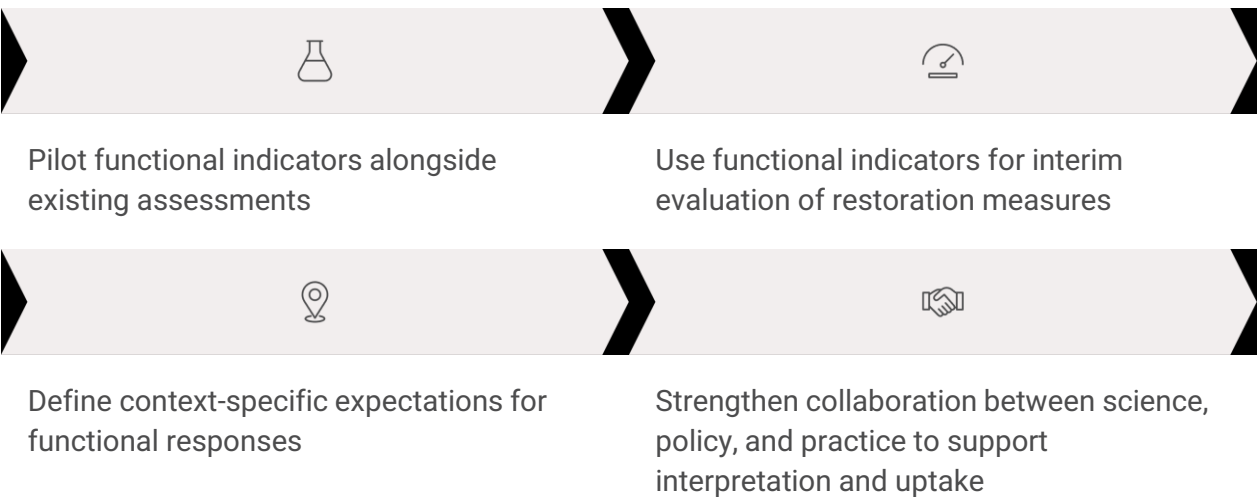 Pilot functional indicators alongside
existing assessments
Use functional indicators for interim
evaluation of restoration measures
Define context-specific expectations for
functional responses
Strengthen collaboration between science,
policy, and practice to support
interpretation and uptake